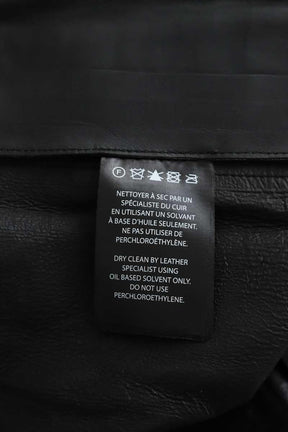 F
NETTOYER À SEC PAR UN
SPÉCIALISTE DU CUIR
EN UTILISANT UN SOLVANT
À BASE D'HUILE SEULEMENT.
NE PAS UTILISER DE
PERCHLOROÉTHYLÈNE.
DRY CLEAN BY LEATHER
SPECIALIST USING
OIL BASED SOLVENT ONLY.
DO NOT USE
PERCHLOROETHYLENE.